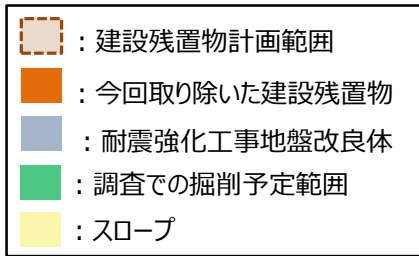 ：建設残置物計画範囲
：今回取り除いた建設残置物
：耐震強化工事地盤改良体
：調査での掘削予定範囲
：スロープ